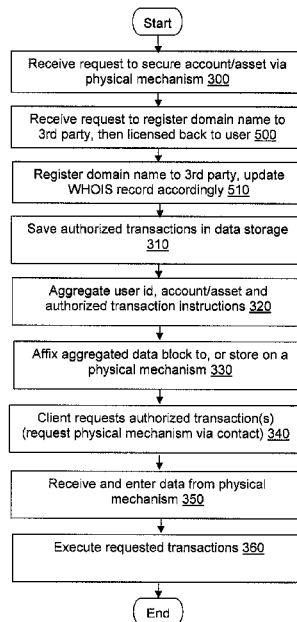 Start
Receive request to secure account/asset via
physical mechanism 300
Receive request to register domain name to
3rd party, then licensed back to user 500
Register domain name to 3rd party, update
WHOIS record accordingly 510
Save authorized transactions in data storage
310
Aggregate user id, account/asset and
authorized transaction instructions 320
Affix aggregated data block to, or store on a
physical mechanism 330
Client requests authorized transaction(s)
(request physical mechanism via contact) 340
Receive and enter data from physical
mechanism 350
Execute requested transactions 360
End